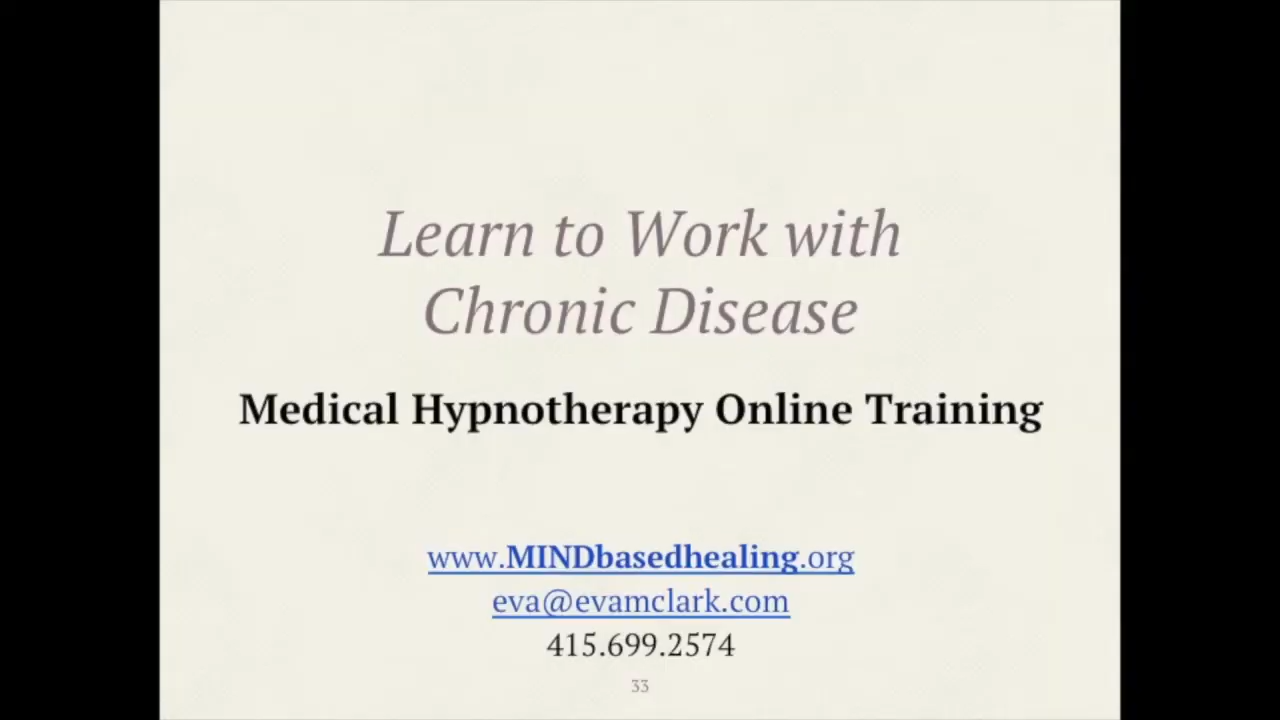 Learn to Work with
Chronic Disease
Medical Hypnotherapy Online Training
www.MINDbasedhealing.org
eva@evamclark.com
415.699.2574
33